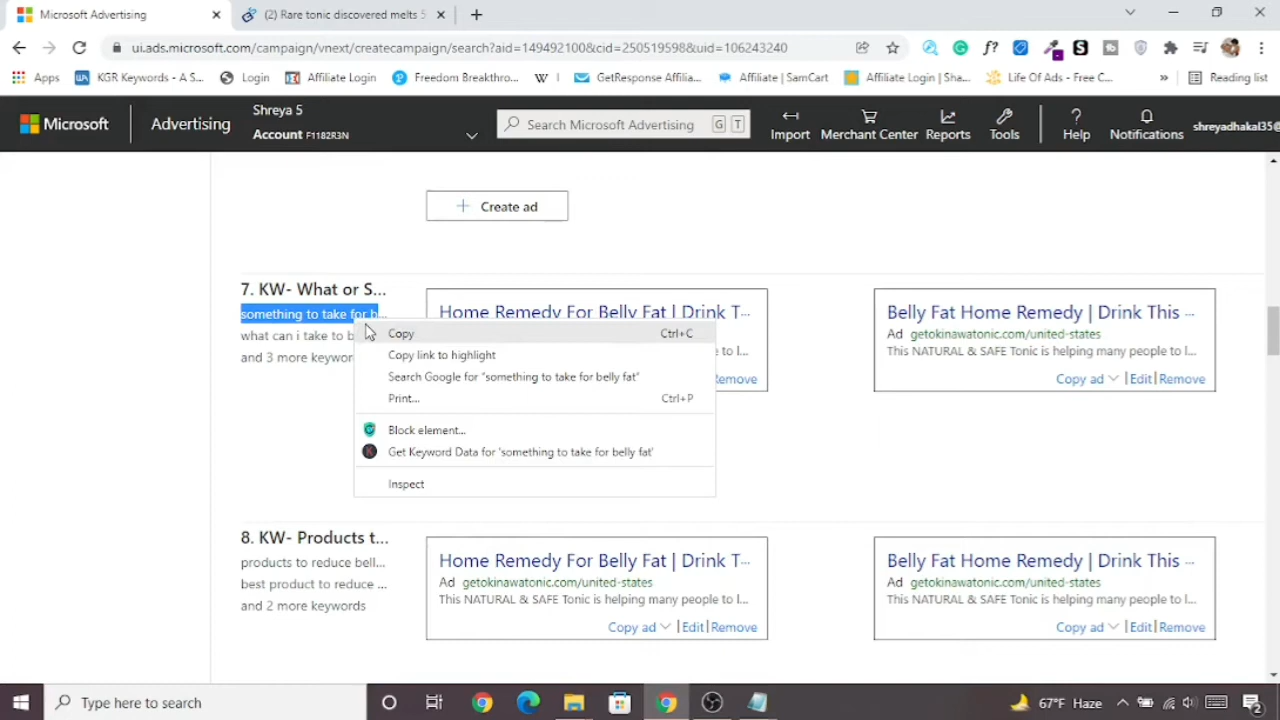 Microsoft Advertising
(2) Rare tonic discovered melts 5
ui.ads.microsoft.com/campaign/vnext/createcampaign/search?aid=149492100&cid=250519598&uid=106243240
f?
S
Apps
KGR Keywords - A S...
Login
Affiliate Login
Freedom Breakthro...
W
GetResponse Affilia...
Affiliate | SamCart
Affiliate Login | Sha...
Life Of Ads - Free C...
»
Reading list
Microsoft
Advertising
Shreya 5
Account F1182R3N
Search Microsoft Advertising
G
T
Import
Merchant Center
Reports
Tools
Help
Notifications
shreyadhakal35@
+ Create ad
7. KW- What or S...
something to take for b...
what can i take to b
and 3 more keywor
Home Remedy For Belly Fat | Drink T...
to l...
Remove
Copy Ctrl+C
Copy link to highlight
Search Google for "something to take for belly fat"
Print... Ctrl+P
Block element...
K
Get Keyword Data for 'something to take for belly fat'
Inspect
Belly Fat Home Remedy | Drink This ...
Ad getokinawatonic.com/united-states
This NATURAL & SAFE Tonic is helping many people to l...
Copy ad | Edit | Remove
8. KW- Products t...
products to reduce bell...
best product to reduce ...
and 2 more keywords
Home Remedy For Belly Fat | Drink T...
Ad getokinawatonic.com/united-states
This NATURAL & SAFE Tonic is helping many people to l...
Copy ad | Edit | Remove
Belly Fat Home Remedy | Drink This ...
Ad getokinawatonic.com/united-states
This NATURAL & SAFE Tonic is helping many people to l...
Copy ad | Edit | Remove
Type here to search
67°F Haze
2